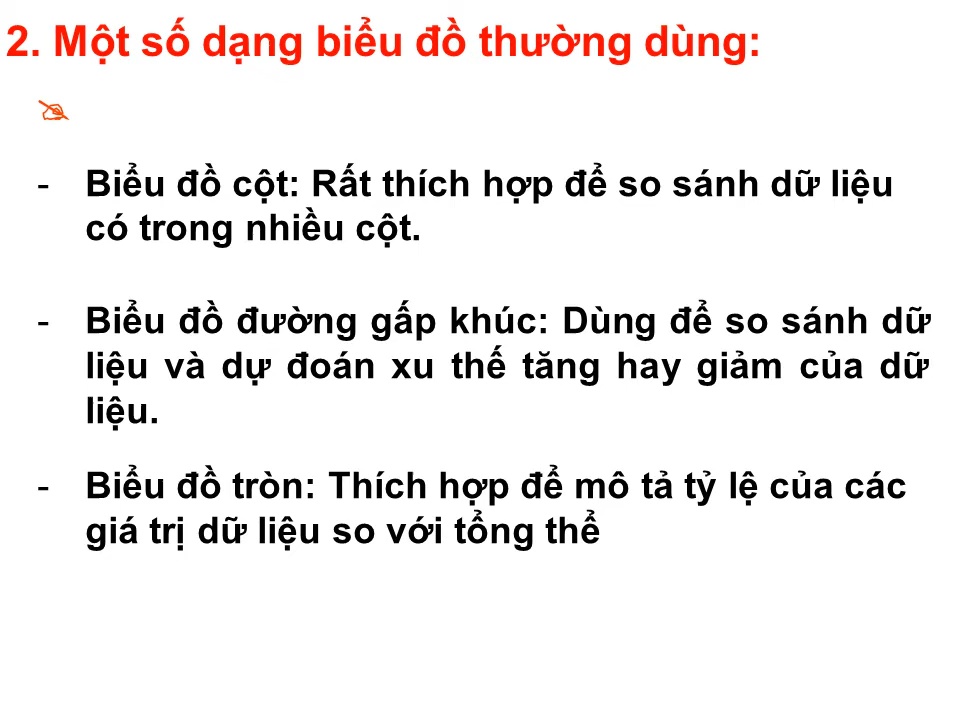 2. Một số dạng biểu đồ thường dùng:
- Biểu đồ cột: Rất thích hợp để so sánh dữ liệu
có trong nhiều cột.
- Biểu đồ đường gấp khúc: Dùng để so sánh dữ
liệu và dự đoán xu thế tăng hay giảm của dữ
liệu.
- Biểu đồ tròn: Thích hợp để mô tả tỷ lệ của các
giá trị dữ liệu so với tổng thể